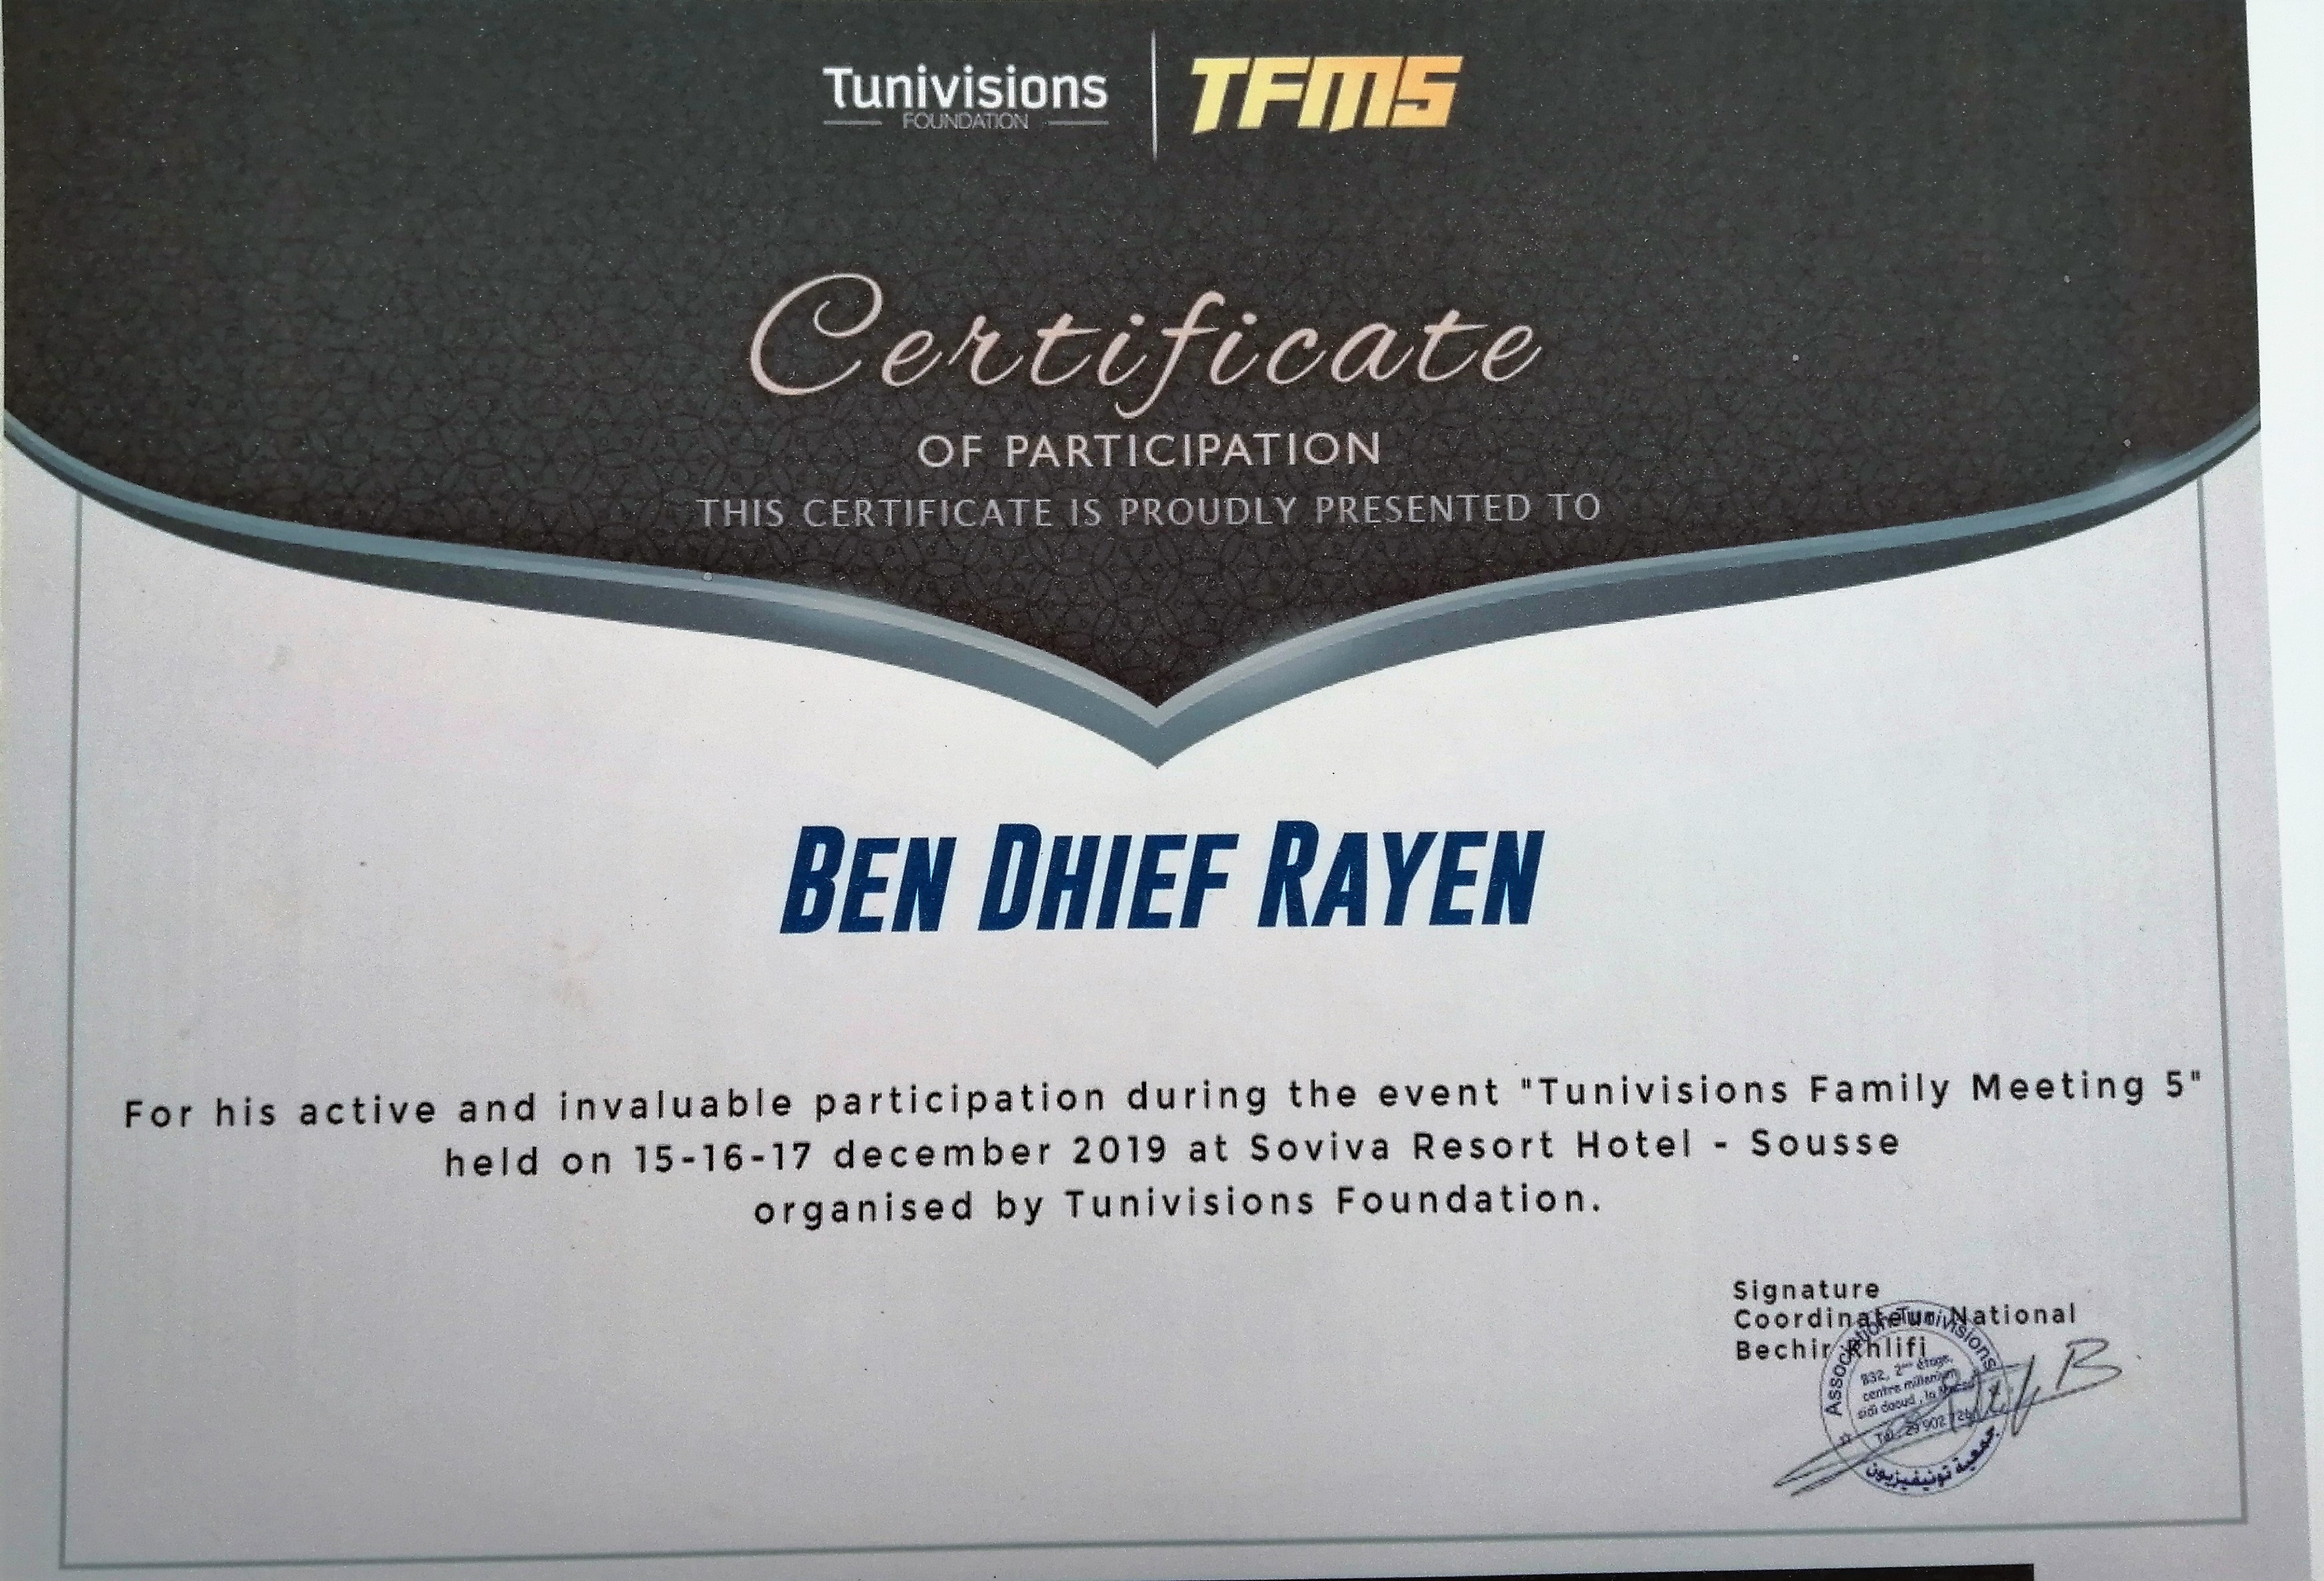 Tunivisions
FOUNDATION
TFM5
Certificate
OF PARTICIPATION
THIS CERTIFICATE IS PROUDLY PRESENTED TO
BEN DHIEF RAYEN
For his active and invaluable participation during the event "Tunivisions Family Meeting 5"
held on 15-16-17 december 2019 at Soviva Resort Hotel - Sousse
organised by Tunivisions Foundation.
Signature
Coordinateur National
Bechir Khlifi
Association Tunivisions
B32, 2ème étage,
centre millenium
sidi daoud, la
Tél.: 29 902
جمعية تونيفيزيون